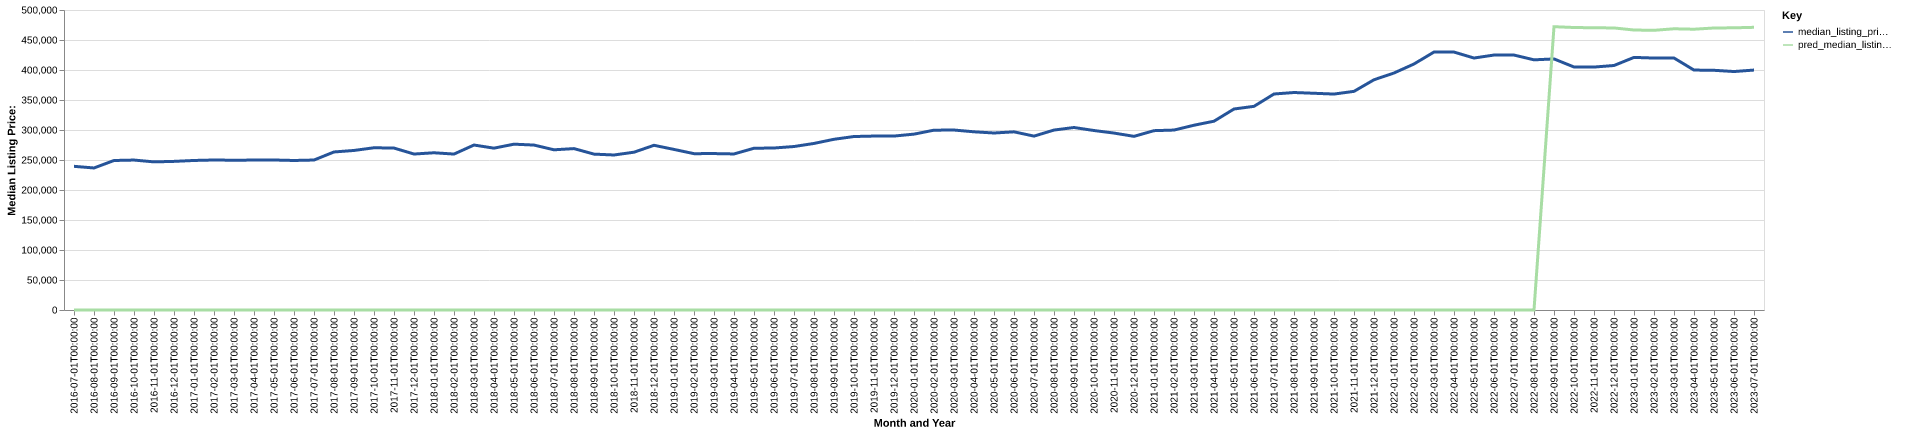 500,000
450,000
400,000
350,000
300,000
250,000
200,000
150,000
100,000
50,000
0
Median Listing Price:
2016-07-01T00:00:00
2016-08-01T00:00:00
2016-09-01T00:00:00
2016-10-01T00:00:00
2016-11-01T00:00:00
2016-12-01T00:00:00
2017-01-01T00:00:00
2017-02-01T00:00:00
2017-03-01T00:00:00
2017-04-01T00:00:00
2017-05-01T00:00:00
2017-06-01T00:00:00
2017-07-01T00:00:00
2017-08-01T00:00:00
2017-09-01T00:00:00
2017-10-01T00:00:00
2017-11-01T00:00:00
2017-12-01T00:00:00
2018-01-01T00:00:00
2018-02-01T00:00:00
2018-03-01T00:00:00
2018-04-01T00:00:00
2018-05-01T00:00:00
2018-06-01T00:00:00
2018-07-01T00:00:00
2018-08-01T00:00:00
2018-09-01T00:00:00
2018-10-01T00:00:00
2018-11-01T00:00:00
2018-12-01T00:00:00
2019-01-01T00:00:00
2019-02-01T00:00:00
2019-03-01T00:00:00
2019-04-01T00:00:00
2019-05-01T00:00:00
2019-06-01T00:00:00
2019-07-01T00:00:00
2019-08-01T00:00:00
2019-09-01T00:00:00
2019-10-01T00:00:00
2019-11-01T00:00:00
2019-12-01T00:00:00
2020-01-01T00:00:00
2020-02-01T00:00:00
2020-03-01T00:00:00
2020-04-01T00:00:00
2020-05-01T00:00:00
2020-06-01T00:00:00
2020-07-01T00:00:00
2020-08-01T00:00:00
2020-09-01T00:00:00
2020-10-01T00:00:00
2020-11-01T00:00:00
2020-12-01T00:00:00
2021-01-01T00:00:00
2021-02-01T00:00:00
2021-03-01T00:00:00
2021-04-01T00:00:00
2021-05-01T00:00:00
2021-06-01T00:00:00
2021-07-01T00:00:00
2021-08-01T00:00:00
2021-09-01T00:00:00
2021-10-01T00:00:00
2021-11-01T00:00:00
2021-12-01T00:00:00
2022-01-01T00:00:00
2022-02-01T00:00:00
2022-03-01T00:00:00
2022-04-01T00:00:00
2022-05-01T00:00:00
2022-06-01T00:00:00
2022-07-01T00:00:00
2022-08-01T00:00:00
2022-09-01T00:00:00
2022-10-01T00:00:00
2022-11-01T00:00:00
2022-12-01T00:00:00
2023-01-01T00:00:00
2023-02-01T00:00:00
2023-03-01T00:00:00
2023-04-01T00:00:00
2023-05-01T00:00:00
2023-06-01T00:00:00
2023-07-01T00:00:00
Month and Year
Key
median_listing_pri…
pred_median_listin…